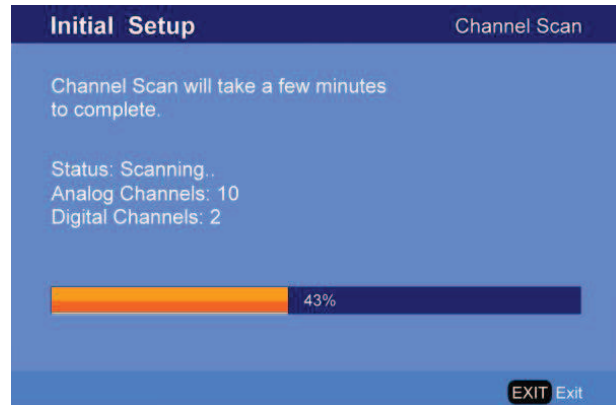 Initial Setup
Channel Scan
Channel Scan will take a few minutes
to complete.
Status: Scanning..
Analog Channels: 10
Digital Channels: 2
43%
EXIT Exit